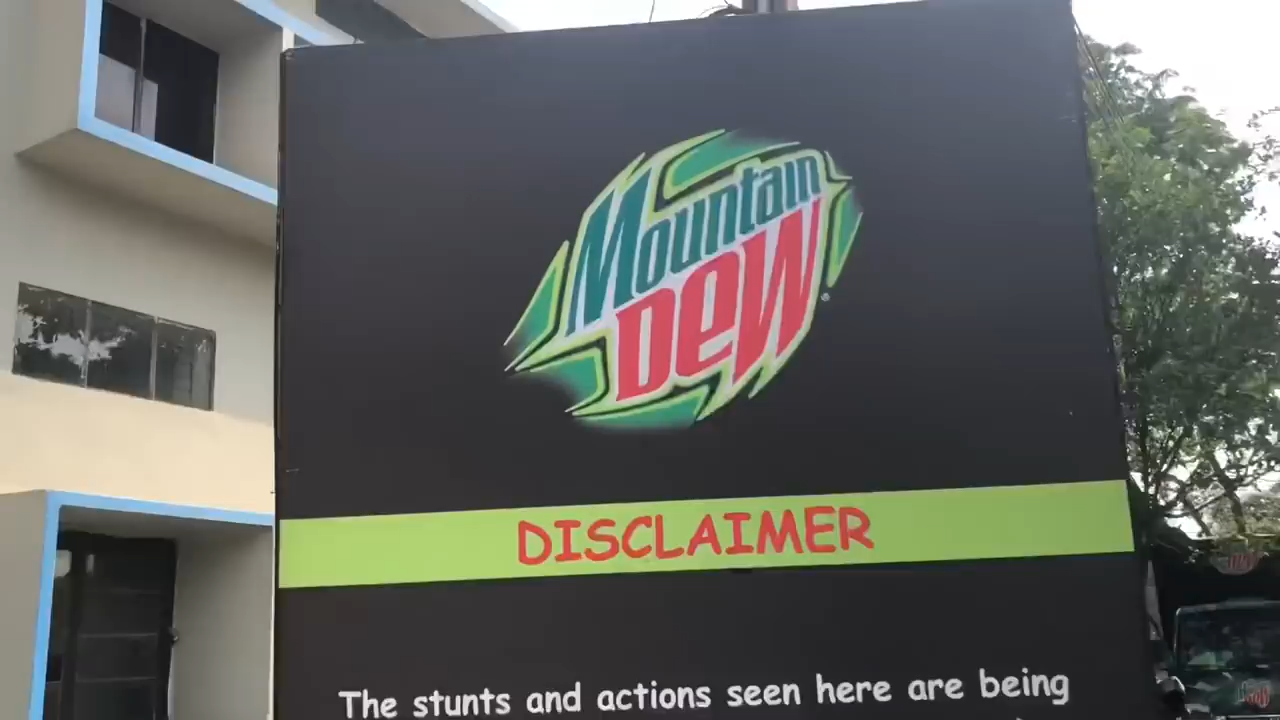 Mountain
DEW
DISCLAIMER
The stunts and actions seen here are being